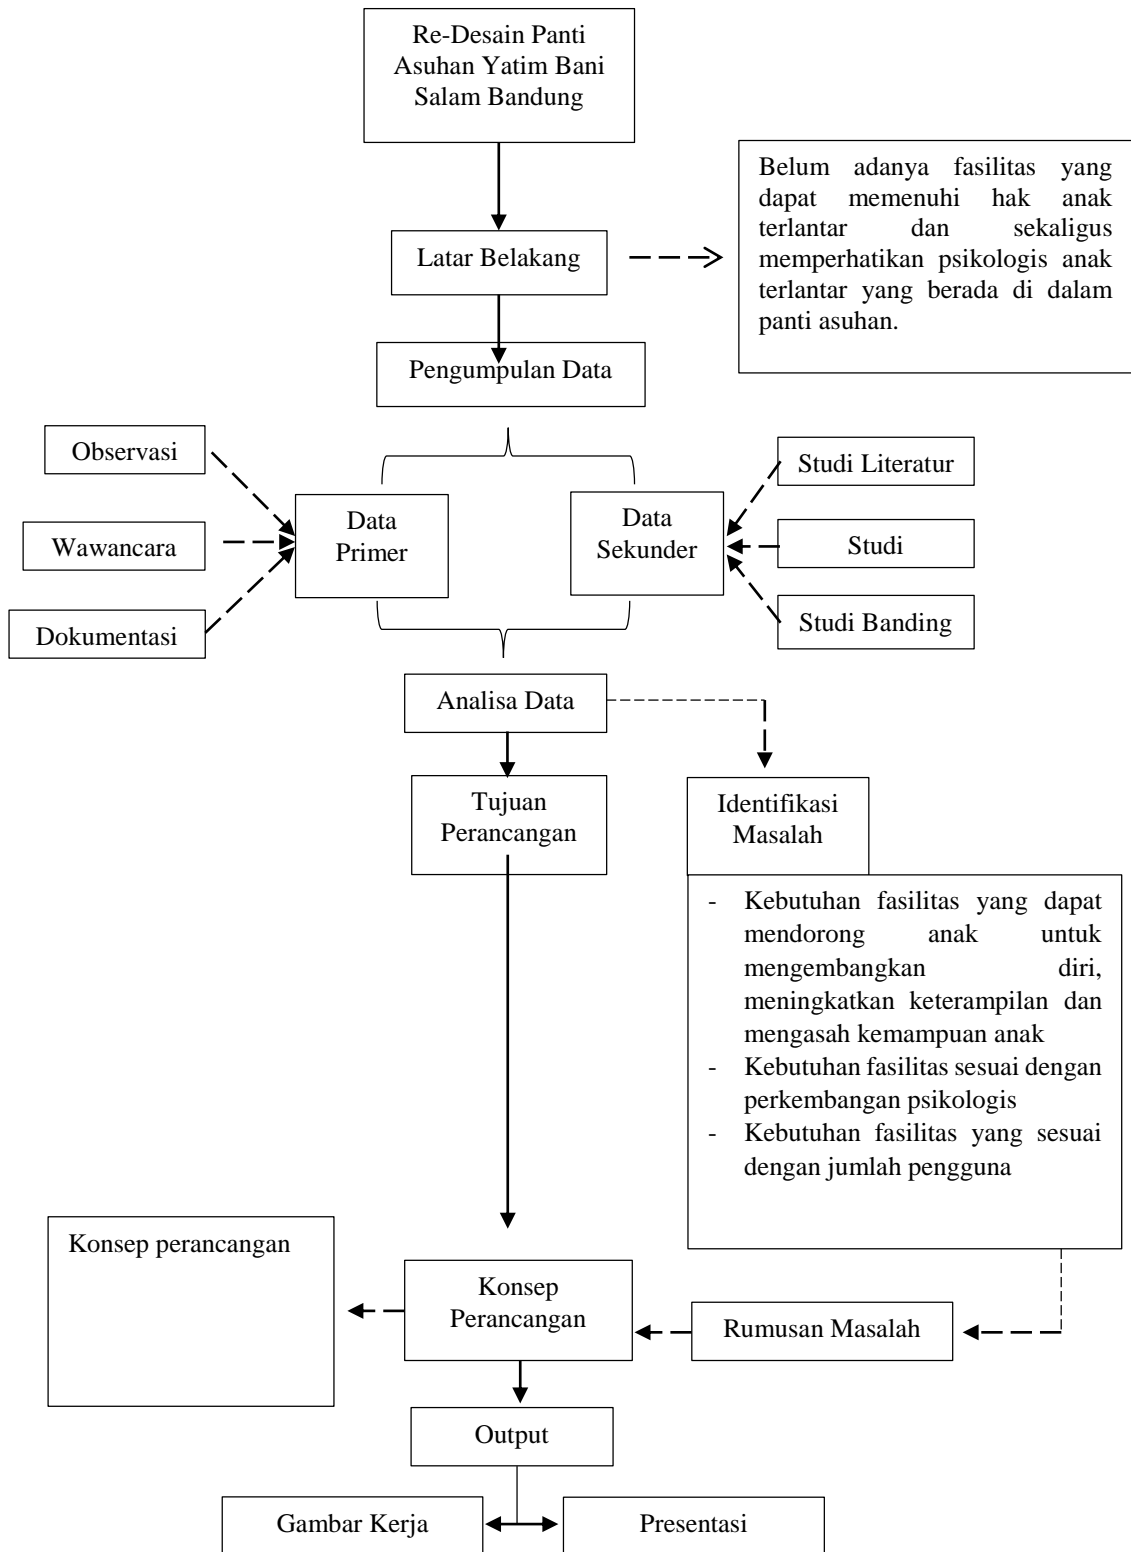 Re-Desain Panti
Asuhan Yatim Bani
Salam Bandung
Belum adanya fasilitas yang
dapat memenuhi hak anak
terlantar dan sekaligus
memperhatikan psikologis anak
terlantar yang berada di dalam
panti asuhan.
Latar Belakang
Pengumpulan Data
Observasi
Wawancara
Dokumentasi
Data
Primer
Data
Sekunder
Studi Literatur
Studi
Studi Banding
Analisa Data
Tujuan
Perancangan
Identifikasi
Masalah
- Kebutuhan fasilitas yang dapat
mendorong anak untuk
mengembangkan diri,
meningkatkan keterampilan dan
mengasah kemampuan anak
- Kebutuhan fasilitas sesuai dengan
perkembangan psikologis
- Kebutuhan fasilitas yang sesuai
dengan jumlah pengguna
Konsep perancangan
Konsep
Perancangan
Rumusan Masalah
Output
Gambar Kerja
Presentasi